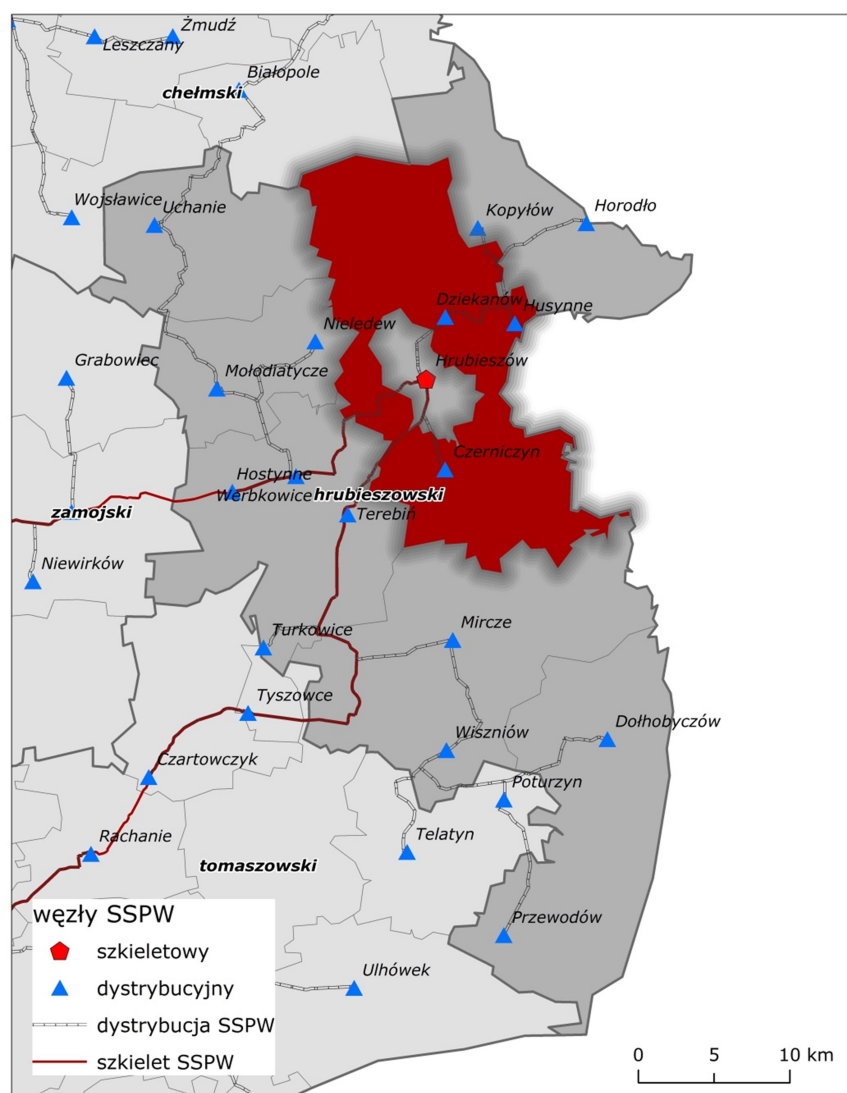 Żmudź
Leszczany
Białopole
chełmski
Wojsławice
Uchanie
Kopyłów
Horodło
Dziekanów
Husynne
Nieledew
Grabowiec
Hrubieszów
Mołodiatycze
Czerniczyn
Hostynne
Werbkowice
hrubieszowski
zamojski
Terebiń
Niewirków
Turkowice
Mircze
Tyszowce
Wiszniów
Dołhobyczów
Czartowczyk
Poturzyn
Rachanie
Telatyn
tomaszowski
Przewodów
Ulhówek
węzły SSPW
szkieletowy
dystrybucyjny
dystrybucja SSPW
szkielet SSPW
0 5 10 km